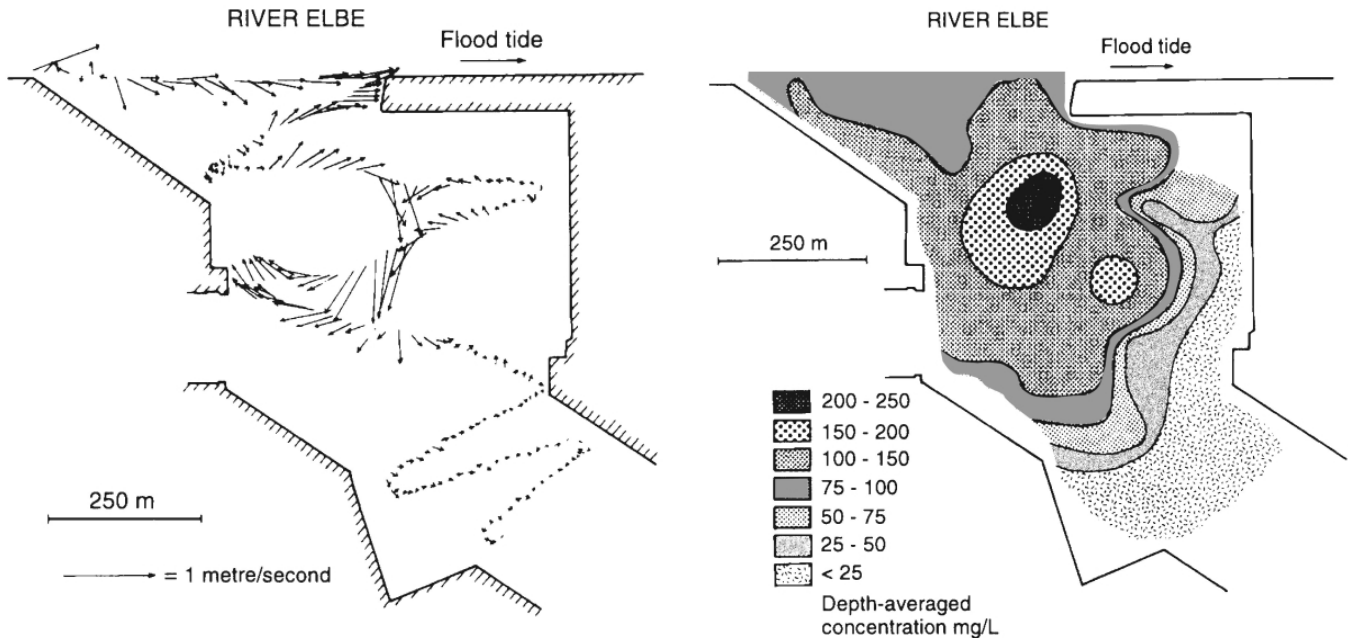 RIVER ELBE
Flood tide
250 m
= 1 metre/second
RIVER ELBE
Flood tide
250 m
200 - 250
150 - 200
100 - 150
75 - 100
50 - 75
25 - 50
< 25
Depth-averaged
concentration mg/L